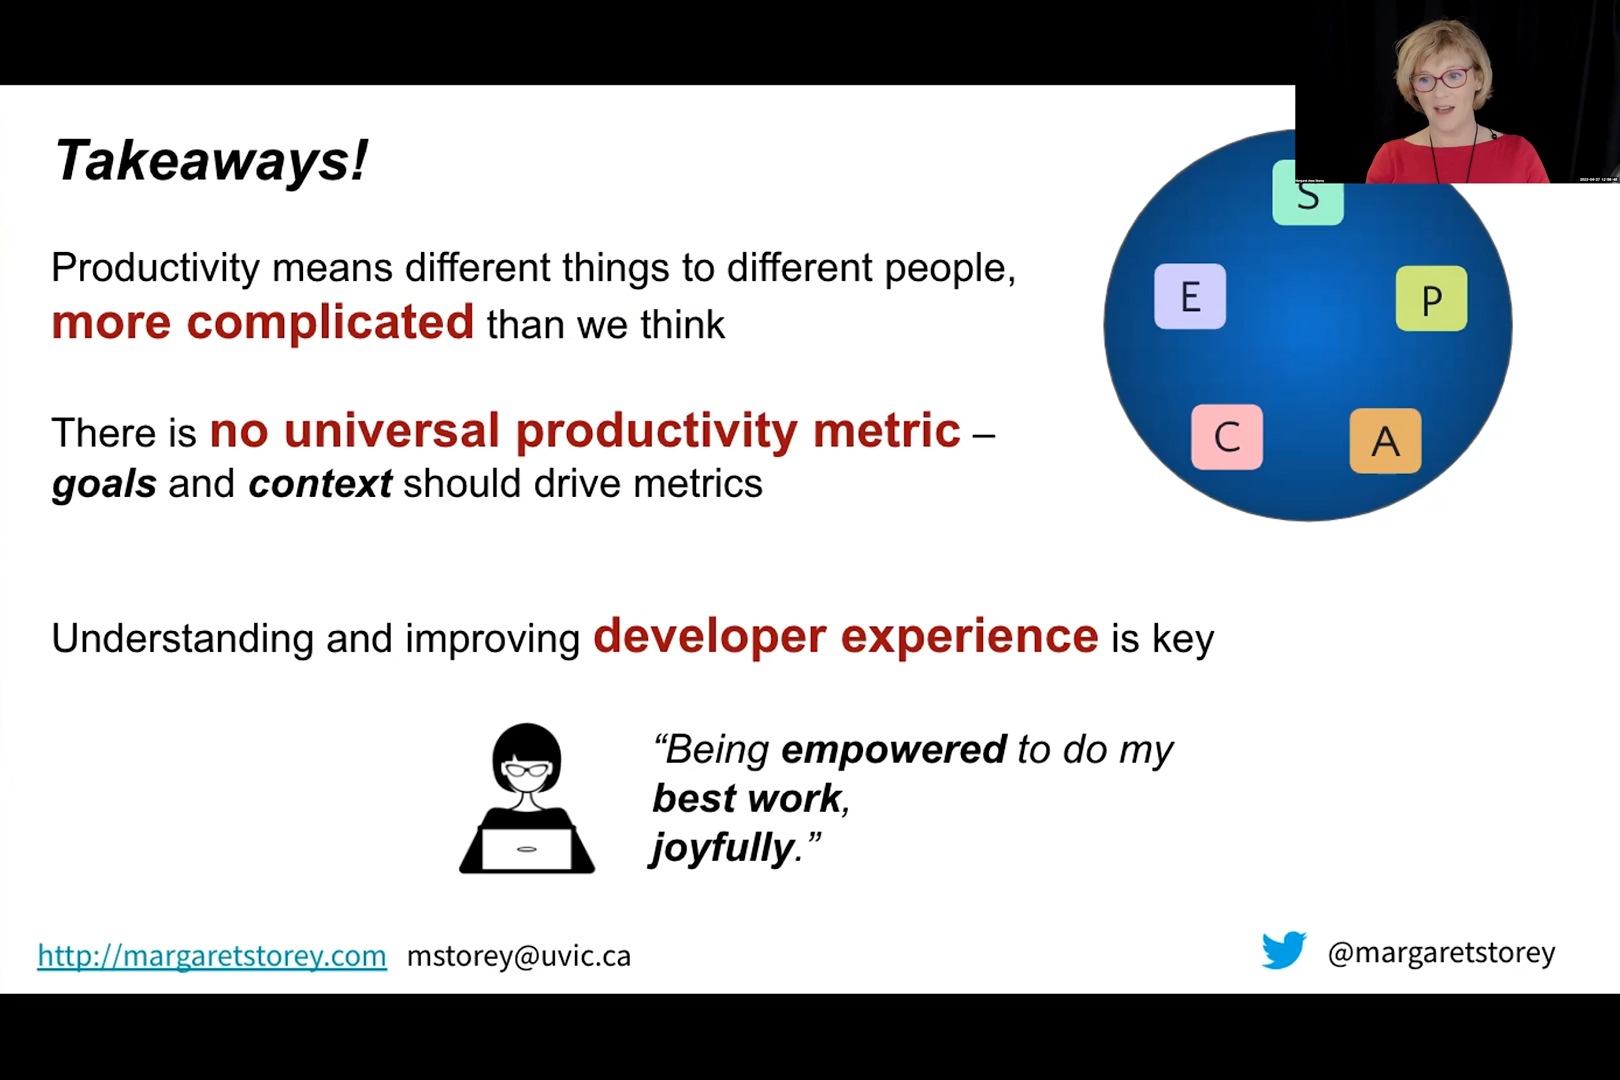 Takeaways!
Productivity means different things to different people,
more complicated than we think
There is no universal productivity metric –
goals and context should drive metrics
Understanding and improving developer experience is key
“Being empowered to do my
best work,
joyfully.”
http://margaretstorey.com mstorey@uvic.ca
@margaretstorey
S
E
P
C
A